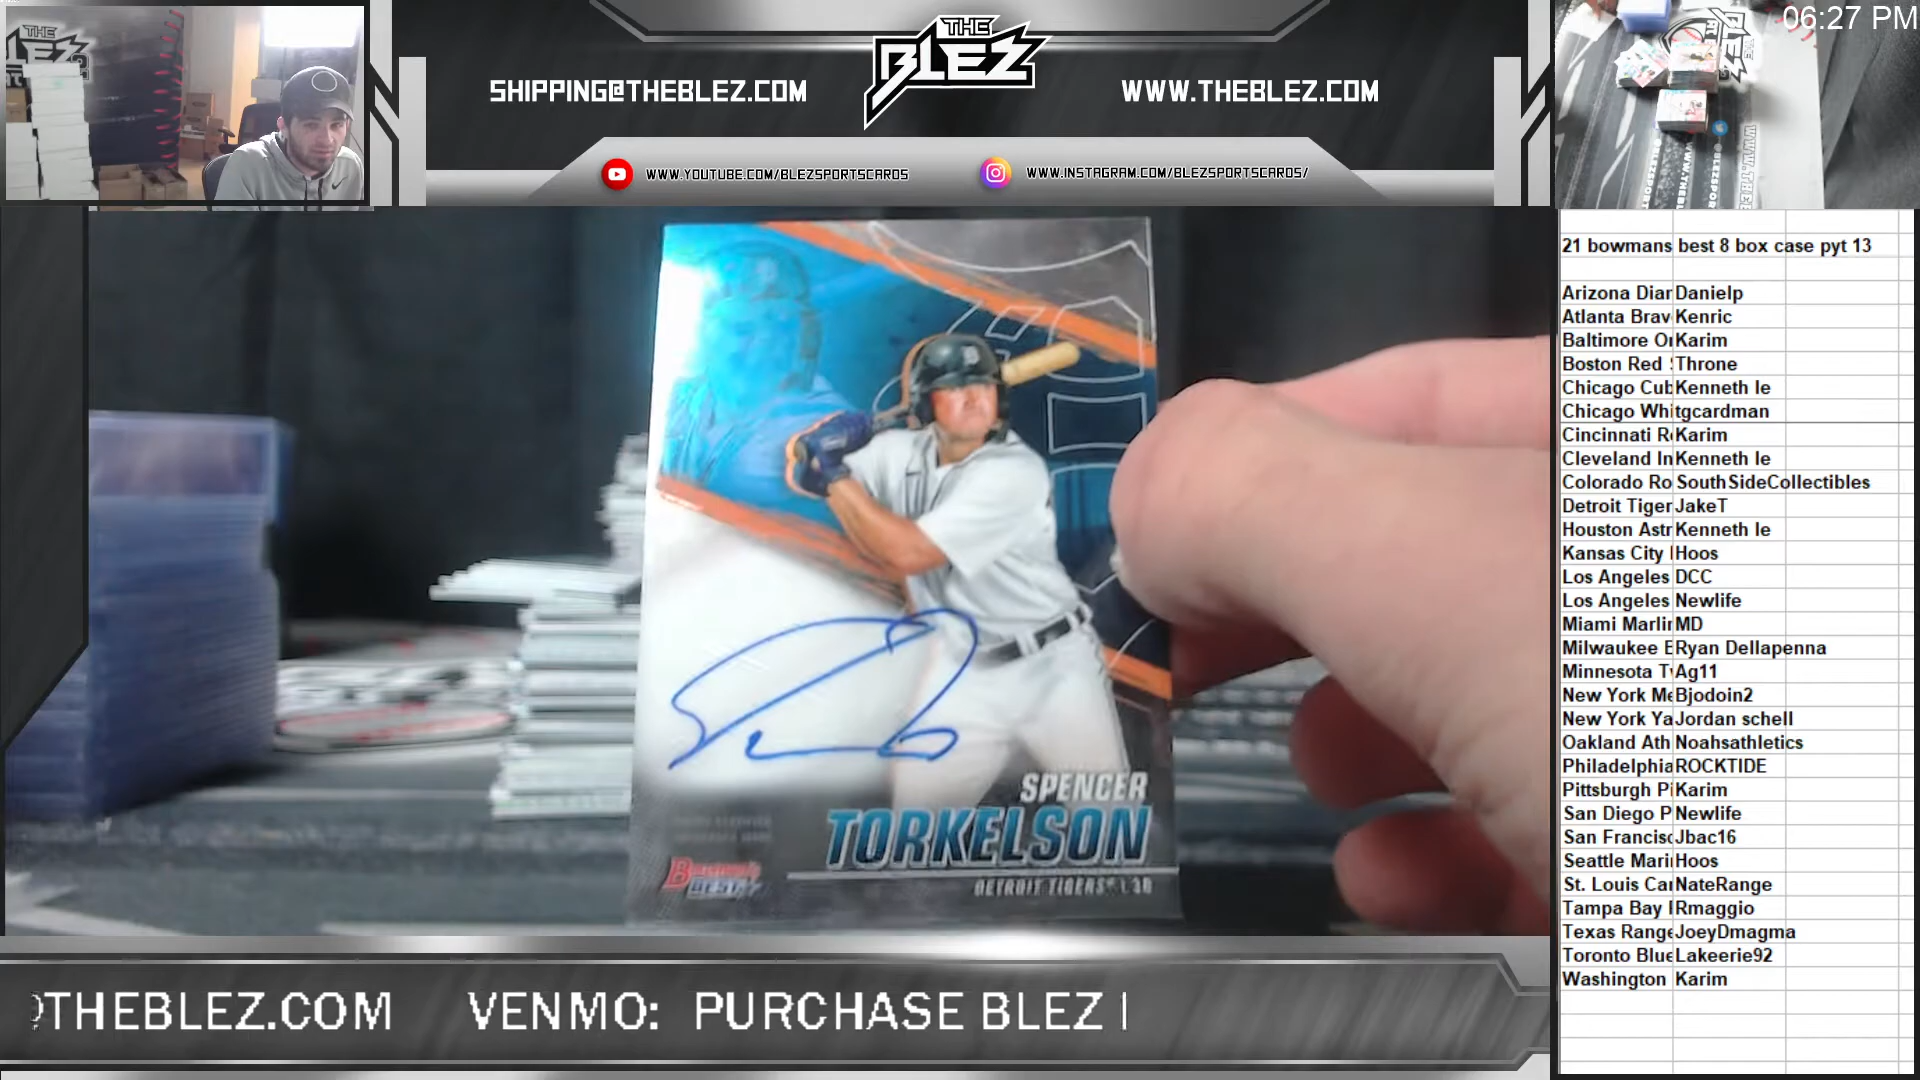 06:27 PM
THE
BLEZ
SHIPPING@THEBLEZ.COM
WWW.THEBLEZ.COM
WWW.YOUTUBE.COM/BLEZSPORTSCARDS
WWW.INSTAGRAM.COM/BLEZSPORTSCARDS/
21 bowmans best 8 box case pyt 13
Arizona Diar Danielp
Atlanta Brav Kenric
Baltimore Or Karim
Boston Red Throne
Chicago Cub Kenneth le
Chicago Whi tgcardman
Cincinnati Re Karim
Cleveland In Kenneth le
Colorado Ro SouthSideCollectibles
Detroit Tiger JakeT
Houston Astr Kenneth le
Kansas City Hoos
Los Angeles DCC
Los Angeles Newlife
Miami Marlin MD
Milwaukee B Ryan Dellapenna
Minnesota Tw Ag11
New York Me Bjodoin2
New York Ya Jordan schell
Oakland Ath Noahsathletics
Philadelphia ROCKTIDE
Pittsburgh Pi Karim
San Diego P Newlife
San Francisc Jbac16
Seattle Mari Hoos
St. Louis Car NateRange
Tampa Bay Rmaggio
Texas Range JoeyDmagma
Toronto Blue Lakeerie92
Washington Karim
SPENCER
TORKELSON
DETROIT TIGERS
Bowman's
BEST
@THEBLEZ.COM VENMO: PURCHASE BLEZ